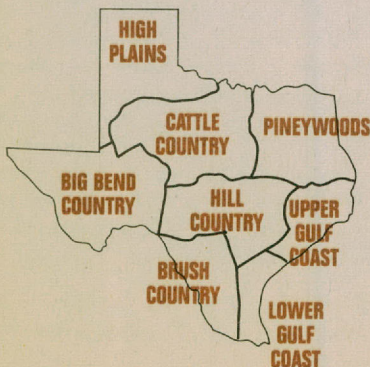 HIGH
PLAINS
CATTLE
COUNTRY
PINEYWOODS
BIG BEND
COUNTRY
HILL
COUNTRY
UPPER
GULF
COAST
BRUSH
COUNTRY
LOWER
GULF
COAST